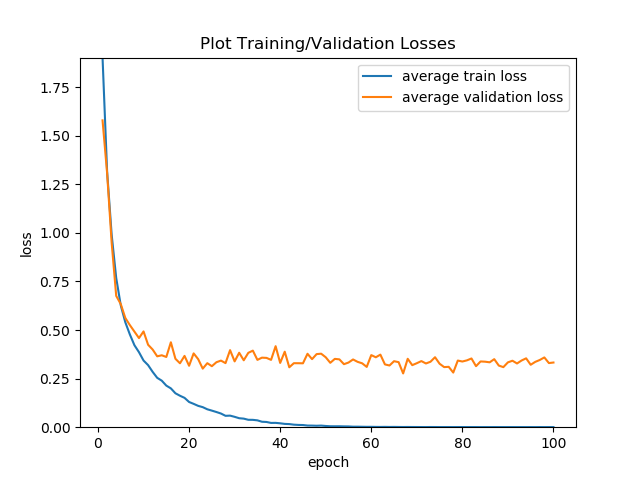 Plot Training/Validation Losses
average train loss
average validation loss
loss
1.75
1.50
1.25
1.00
0.75
0.50
0.25
0.00
0 20 40 60 80 100
epoch